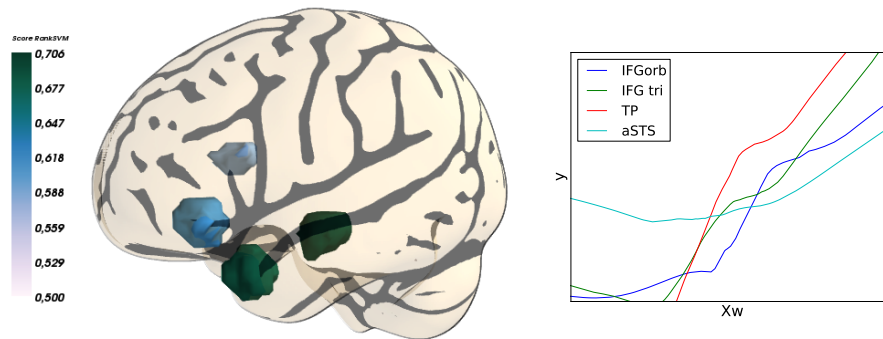 Score RankSVM
0,706
0,677
0,647
0,618
0,588
0,559
0,529
0,500
IFGorb
IFG tri
TP
aSTS
y
Xw